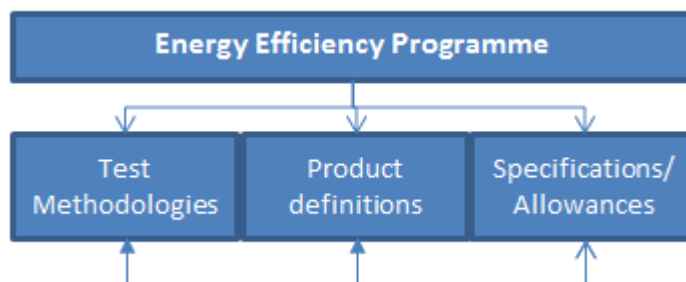 Energy Efficiency Programme
Test
Methodologies
Product
definitions
Specifications/
Allowances